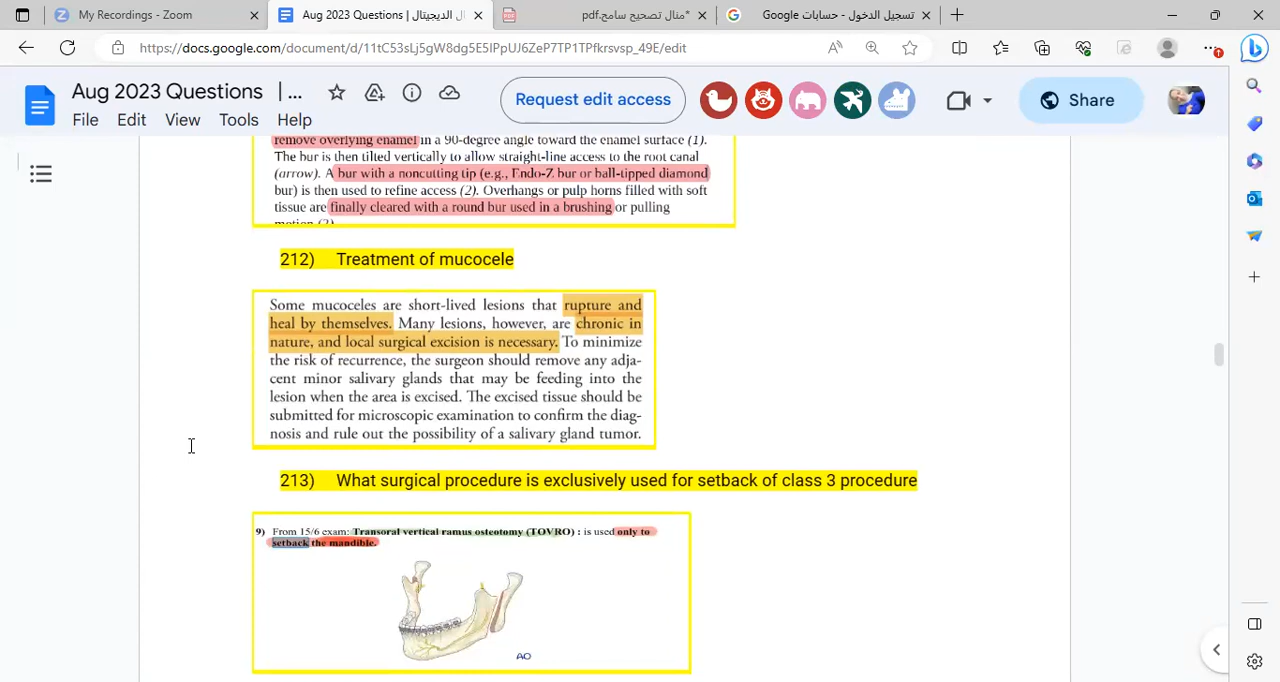 My Recordings - Zoom
Aug 2023 Questions | ال الديجيتال
منال تصحيح سامح.pdf*
تسجيل الدخول - حسابات Google
https://docs.google.com/document/d/11tC53sLj5gW8dg5E5IPpUJ6ZeP7TP1TPfkrsvsp_49E/edit
Aug 2023 Questions | ...
Request edit access
Share
File Edit View Tools Help
remove overlying enamel in a 90-degree angle toward the enamel surface (1).
The bur is then tilted vertically to allow straight-line access to the root canal
(arrow). A bur with a noncutting tip (e.g., Endo-Z bur or ball-tipped diamond
bur) is then used to refine access (2). Overhangs or pulp horns filled with soft
tissue are finally cleared with a round bur used in a brushing or pulling
motion (3).
212) Treatment of mucocele
Some mucoceles are short-lived lesions that rupture and
heal by themselves. Many lesions, however, are chronic in
nature, and local surgical excision is necessary. To minimize
the risk of recurrence, the surgeon should remove any adja-
cent minor salivary glands that may be feeding into the
lesion when the area is excised. The excised tissue should be
submitted for microscopic examination to confirm the diag-
nosis and rule out the possibility of a salivary gland tumor.
213) What surgical procedure is exclusively used for setback of class 3 procedure
9) From 15/6 exam: Transoral vertical ramus osteotomy (TOVRO) : is used only to
setback the mandible.
AO